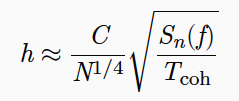 h ≈ C/N^{1/4} √(S_n(f)/T_coh)